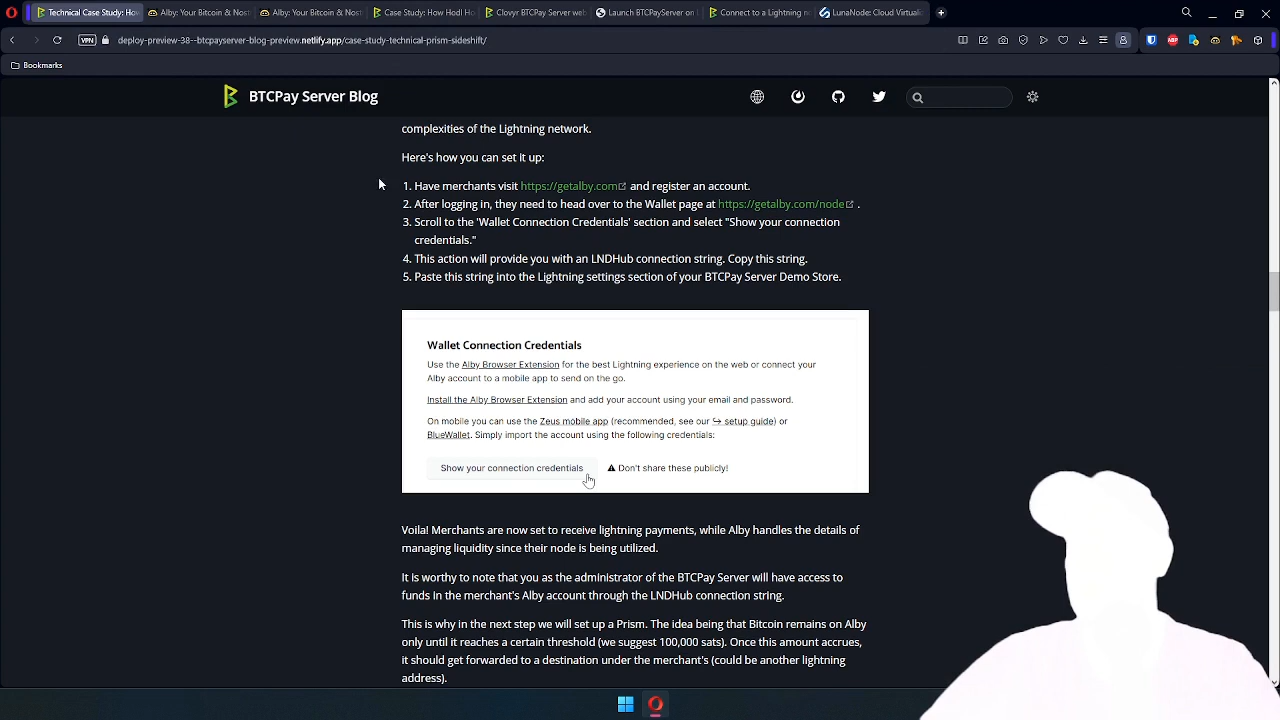 Technical Case Study: Hov
Alby: Your Bitcoin & Nost
Alby: Your Bitcoin & Nost
Case Study: How Red Ho
Clovyr BTCPay Server web
Launch BTCPayServer on L
Connect to a Lightning n
LunaNode: Cloud Virtuali
VPN
deploy-preview-38--btcpayserver-blog-preview.netlify.app/case-study-technical-prism-sideshift/
ABP
Bookmarks
BTCPay Server Blog
complexities of the Lightning network.
Here's how you can set it up:
1. Have merchants visit https://getalby.com and register an account.
2. After logging in, they need to head over to the Wallet page at https://getalby.com/node .
3. Scroll to the 'Wallet Connection Credentials' section and select "Show your connection
credentials."
4. This action will provide you with an LNDHub connection string. Copy this string.
5. Paste this string into the Lightning settings section of your BTCPay Server Demo Store.
Wallet Connection Credentials
Use the Alby Browser Extension for the best Lightning experience on the web or connect your
Alby account to a mobile app to send on the go.
Install the Alby Browser Extension and add your account using your email and password.
On mobile you can use the Zeus mobile app (recommended, see our ↪ setup guide) or
BlueWallet. Simply import the account using the following credentials:
Show your connection credentials
Don't share these publicly!
Voila! Merchants are now set to receive lightning payments, while Alby handles the details of
managing liquidity since their node is being utilized.
It is worthy to note that you as the administrator of the BTCPay Server will have access to
funds in the merchant's Alby account through the LNDHub connection string.
This is why in the next step we will set up a Prism. The idea being that Bitcoin remains on Alby
only until it reaches a certain threshold (we suggest 100,000 sats). Once this amount accrues,
it should get forwarded to a destination under the merchant's (could be another lightning
address).